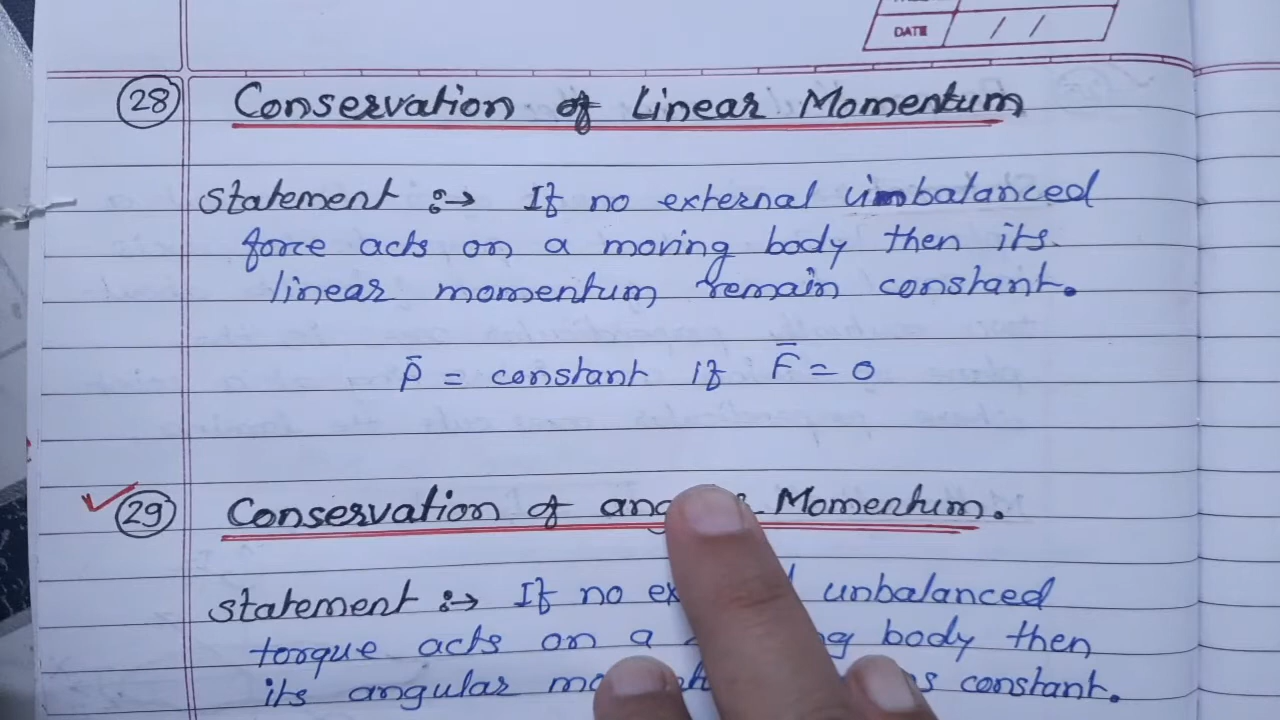 DATE / /
28 Conservation of Linear Momentum
Statement :→ If no external unbalanced
force acts on a moving body then its
linear momentum remain constant.
P̄ = constant if F̄ = 0
✓ 29 Conservation of Momentum.
Statement :→ If no unbalanced
torque acts on a body then
its angular constant.